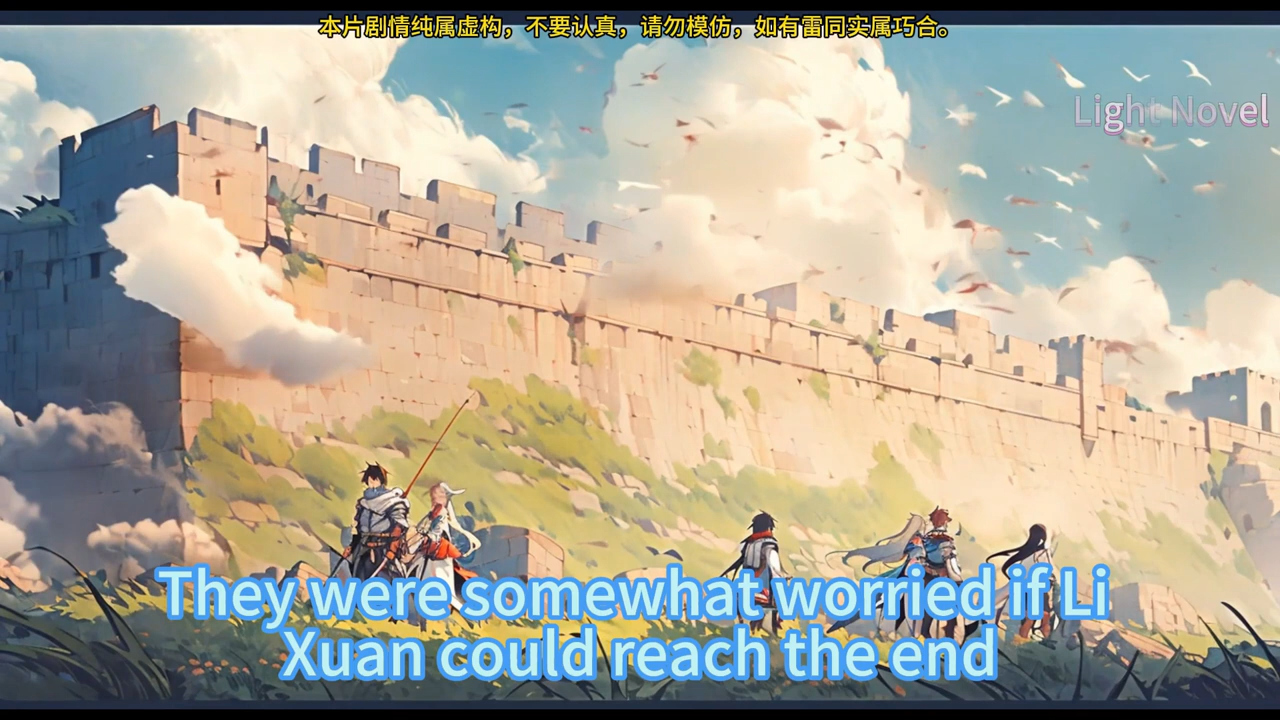 本片剧情纯属虚构，不要认真，请勿模仿，如有雷同实属巧合。
Light Novel
They were somewhat worried if Li
Xuan could reach the end